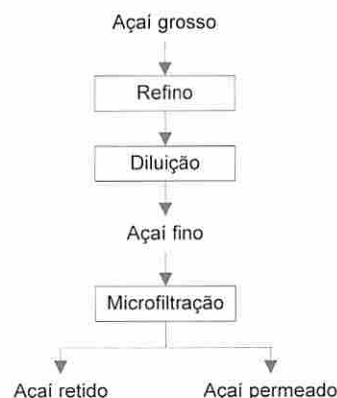 Açaí grosso
Refino
Diluição
Açaí fino
Microfiltração
Açaí retido Açaí permeado